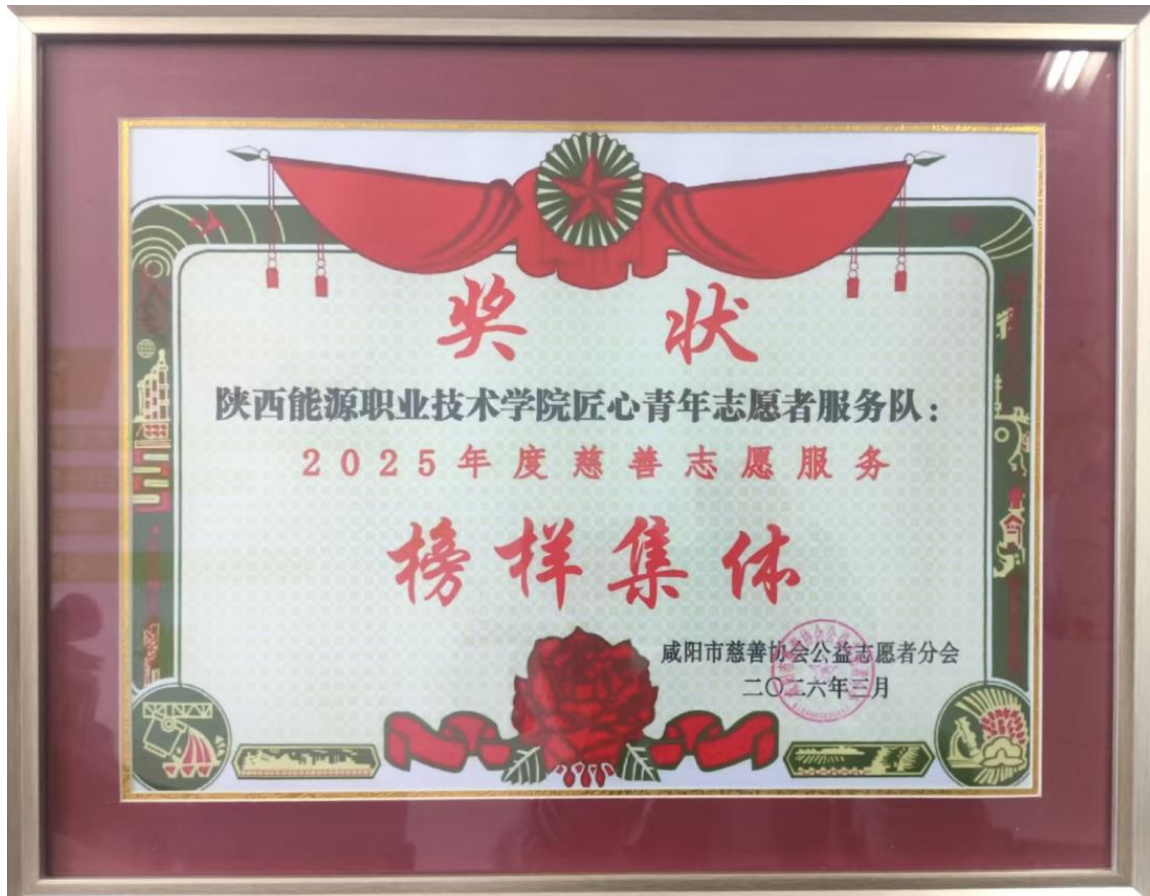 奖状
陕西能源职业技术学院匠心青年志愿者服务队：
2025年度慈善志愿服务
榜样集体
咸阳市慈善协会公益志愿者分会
二〇二六年三月